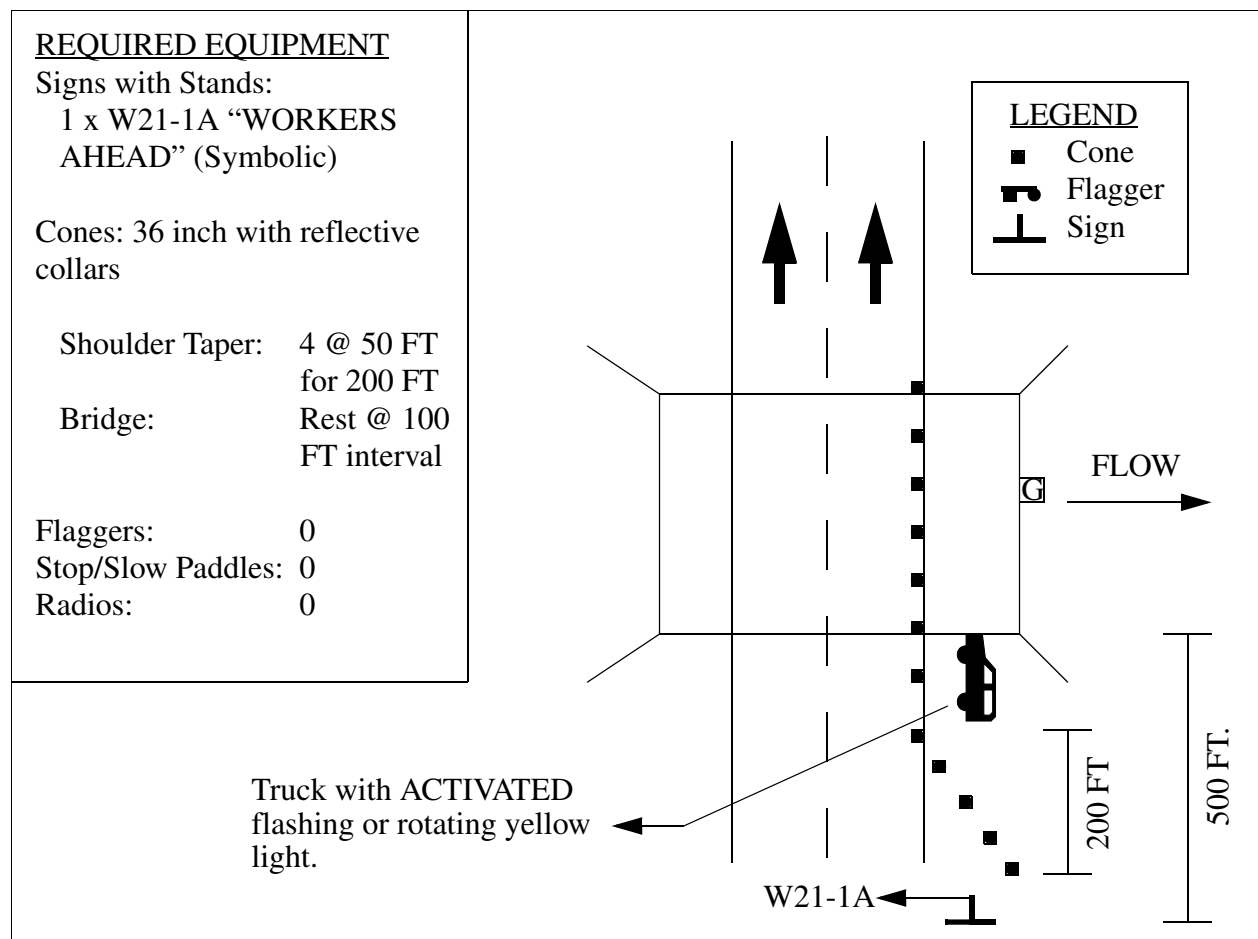 REQUIRED EQUIPMENT
Signs with Stands:
1 x W21-1A “WORKERS
AHEAD” (Symbolic)
Cones: 36 inch with reflective
collars
Shoulder Taper: 4 @ 50 FT
for 200 FT
Bridge: Rest @ 100
FT interval
Flaggers: 0
Stop/Slow Paddles: 0
Radios: 0
LEGEND
Cone
Flagger
Sign
G
FLOW
Truck with ACTIVATED
flashing or rotating yellow
light.
200 FT
500 FT.
W21-1A